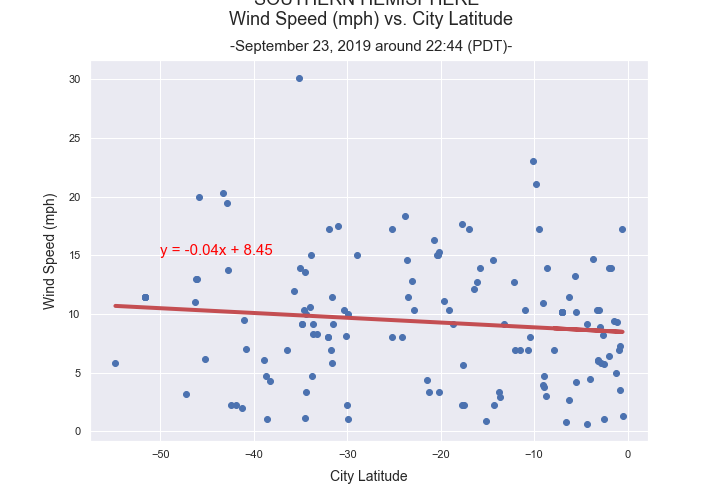 SOUTHERN HEMISPHERE
Wind Speed (mph) vs. City Latitude
-September 23, 2019 around 22:44 (PDT)-
30
25
20
15
10
5
0
Wind Speed (mph)
y = -0.04x + 8.45
−50
−40
−30
−20
−10
0
City Latitude